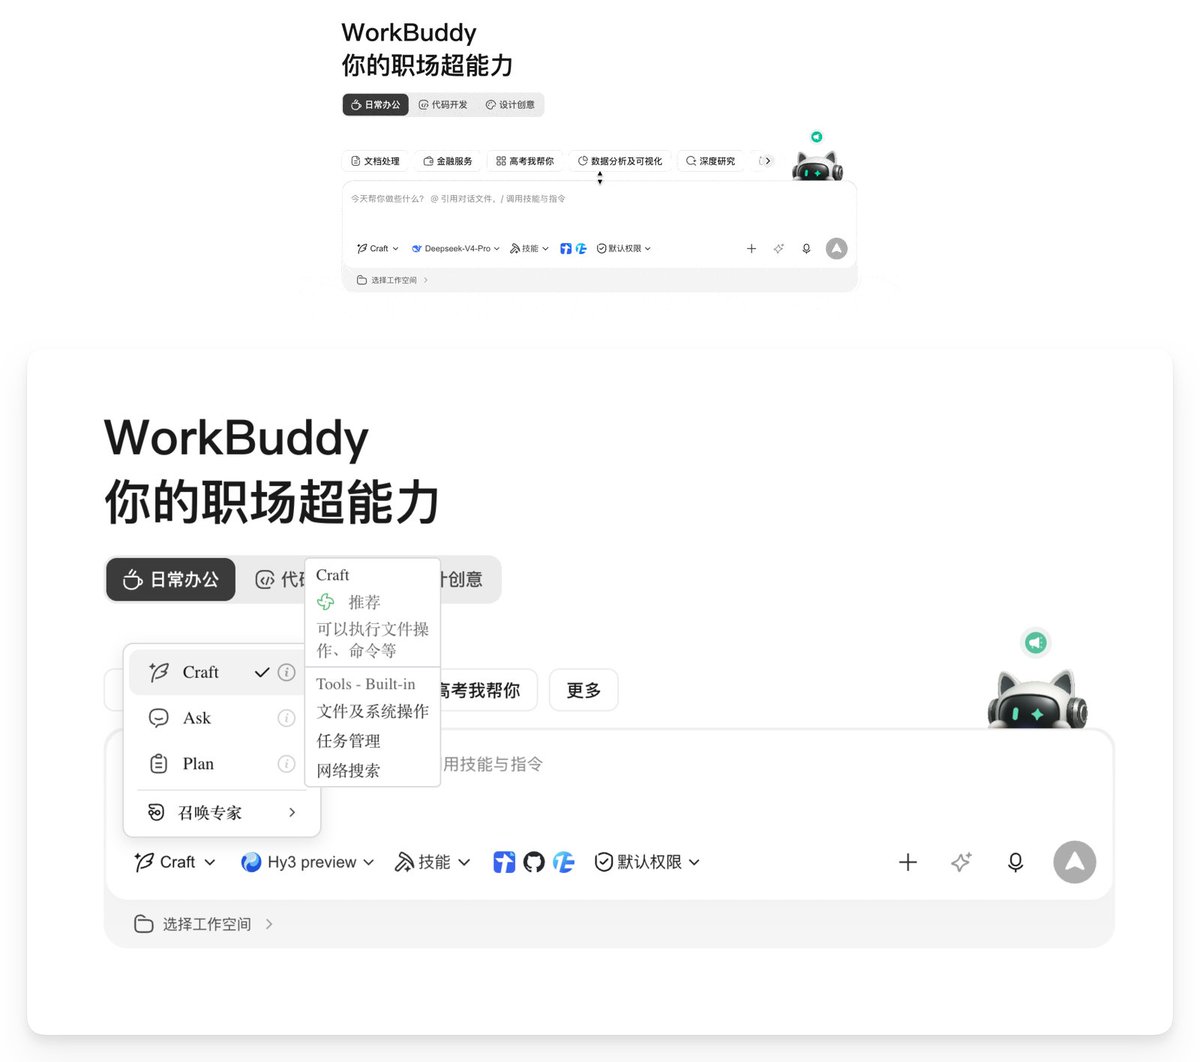 WorkBuddy
你的职场超能力
日常办公 代码开发 设计创意
文档处理 金融服务 高考我帮你 数据分析及可视化 深度研究
今天帮你做些什么? @ 引用对话文件, / 调用技能与指令
Craft Deepseek-V4-Pro 技能 默认权限
选择工作空间
WorkBuddy
你的职场超能力
日常办公 代 计创意
Craft
推荐
可以执行文件操
作、命令等
Tools - Built-in
文件及系统操作
任务管理
网络搜索
Craft
Ask
Plan
召唤专家
高考我帮你 更多
用技能与指令
Craft Hy3 preview 技能 默认权限
选择工作空间